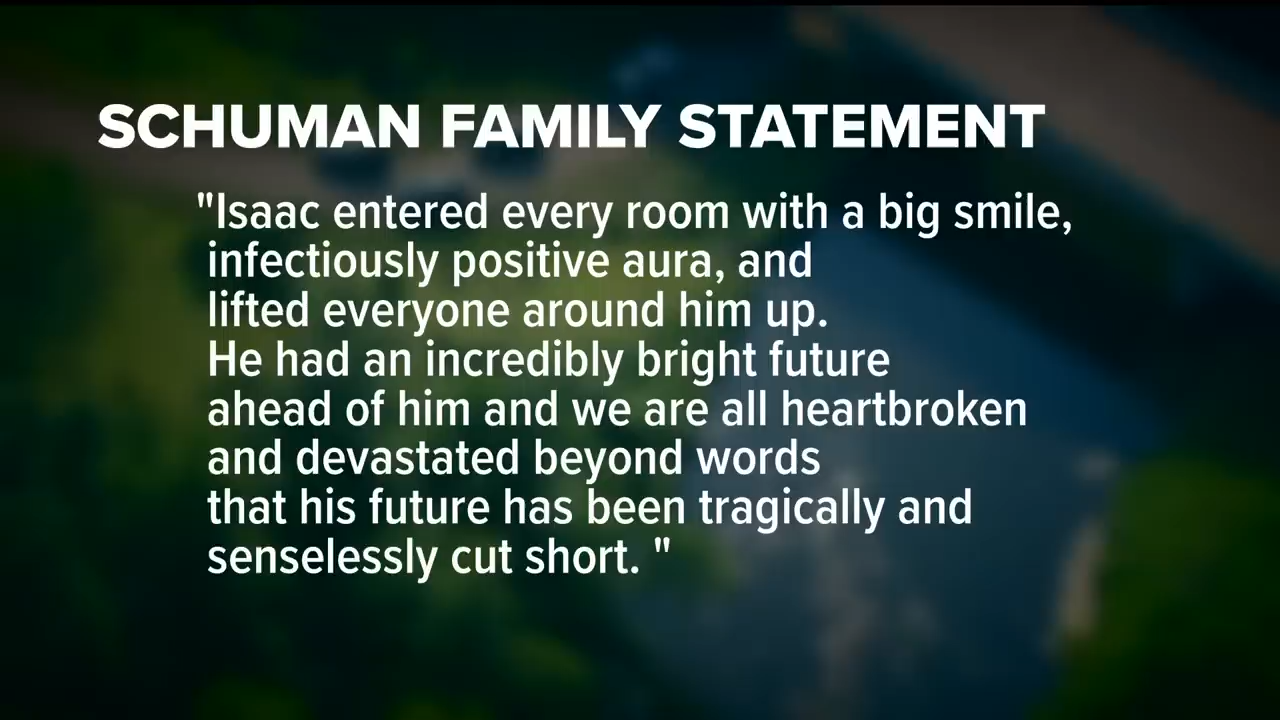 SCHUMAN FAMILY STATEMENT
"Isaac entered every room with a big smile,
infectiously positive aura, and
lifted everyone around him up.
He had an incredibly bright future
ahead of him and we are all heartbroken
and devastated beyond words
that his future has been tragically and
senselessly cut short. "